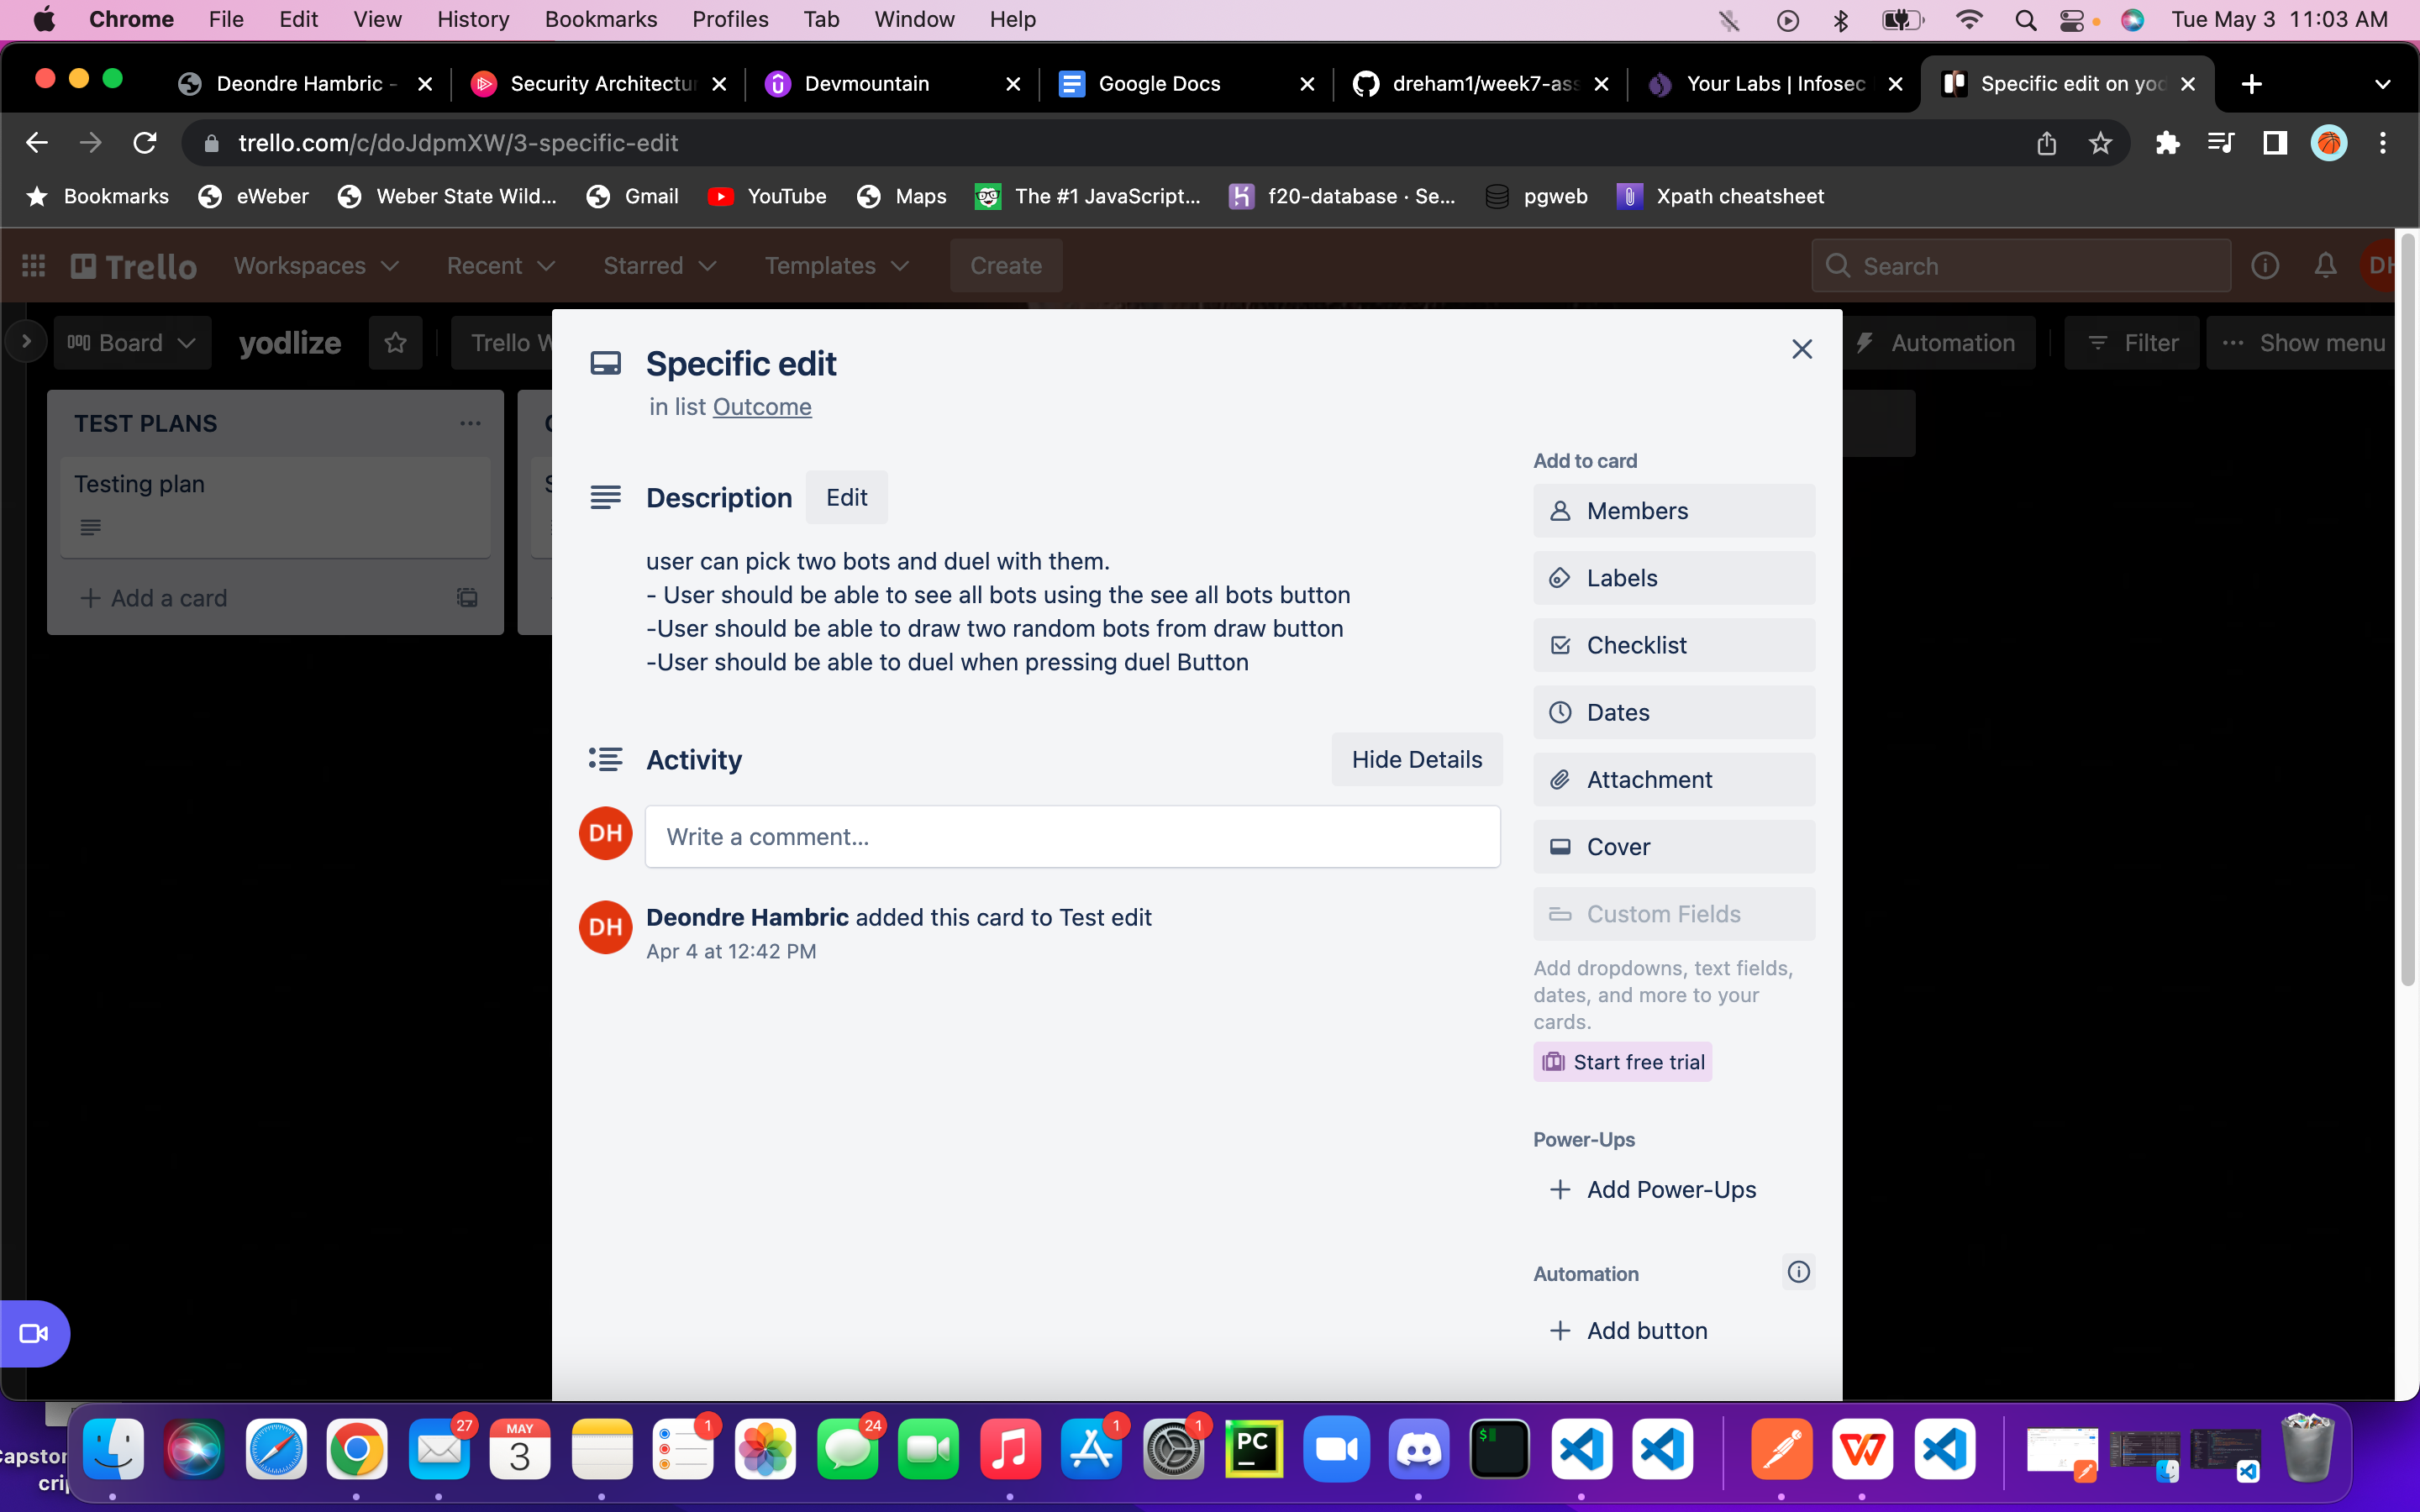 Chrome File Edit View History Bookmarks Profiles Tab Window Help Tue May 3 11:03 AM
Deondre Hambric - Security Architectur Devmountain Google Docs dreham1/week7-ass Your Labs | Infosec Specific edit on yod
trello.com/c/doJdpmXW/3-specific-edit
Bookmarks eWeber Weber State Wild... Gmail YouTube Maps The #1 JavaScript... f20-database · Se... pgweb Xpath cheatsheet
Trello Workspaces Recent Starred Templates Create Search DH
Board yodlize Trello W Automation Filter Show menu
TEST PLANS
Testing plan
Add a card
Specific edit
in list Outcome
Description Edit
user can pick two bots and duel with them.
- User should be able to see all bots using the see all bots button
-User should be able to draw two random bots from draw button
-User should be able to duel when pressing duel Button
Activity Hide Details
DH Write a comment...
DH Deondre Hambric added this card to Test edit
Apr 4 at 12:42 PM
Add to card
Members
Labels
Checklist
Dates
Attachment
Cover
Custom Fields
Add dropdowns, text fields,
dates, and more to your
cards.
Start free trial
Power-Ups
Add Power-Ups
Automation
Add button
27 MAY 3 1 24 1 1 PC $